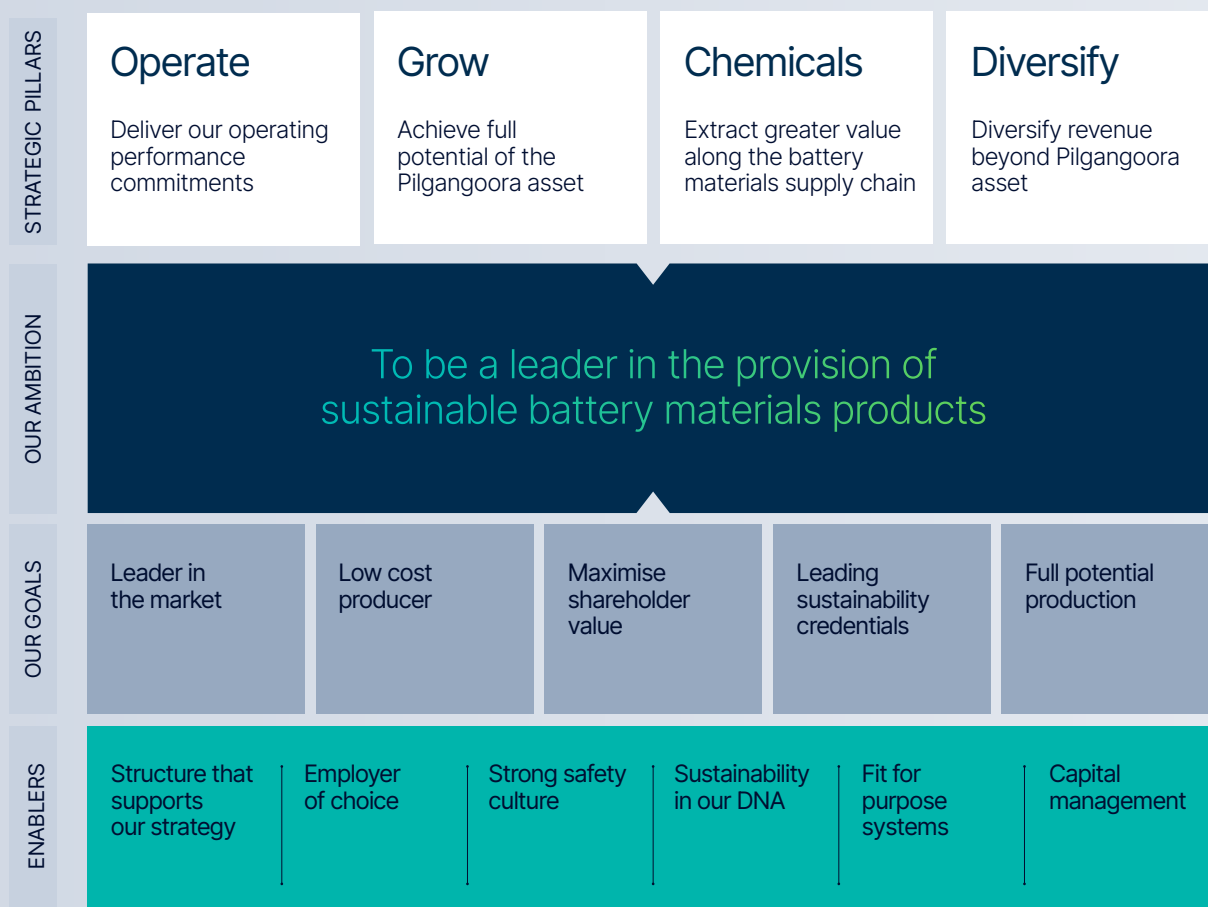 STRATEGIC PILLARS
Operate
Deliver our operating
performance
commitments
Grow
Achieve full
potential of the
Pilgangoora asset
Chemicals
Extract greater value
along the battery
materials supply chain
Diversify
Diversify revenue
beyond Pilgangoora
asset
OUR AMBITION
To be a leader in the provision of
sustainable battery materials products
OUR GOALS
Leader in
the market
Low cost
producer
Maximise
shareholder
value
Leading
sustainability
credentials
Full potential
production
ENABLERS
Structure that
supports
our strategy
Employer
of choice
Strong safety
culture
Sustainability
in our DNA
Fit for
purpose
systems
Capital
management